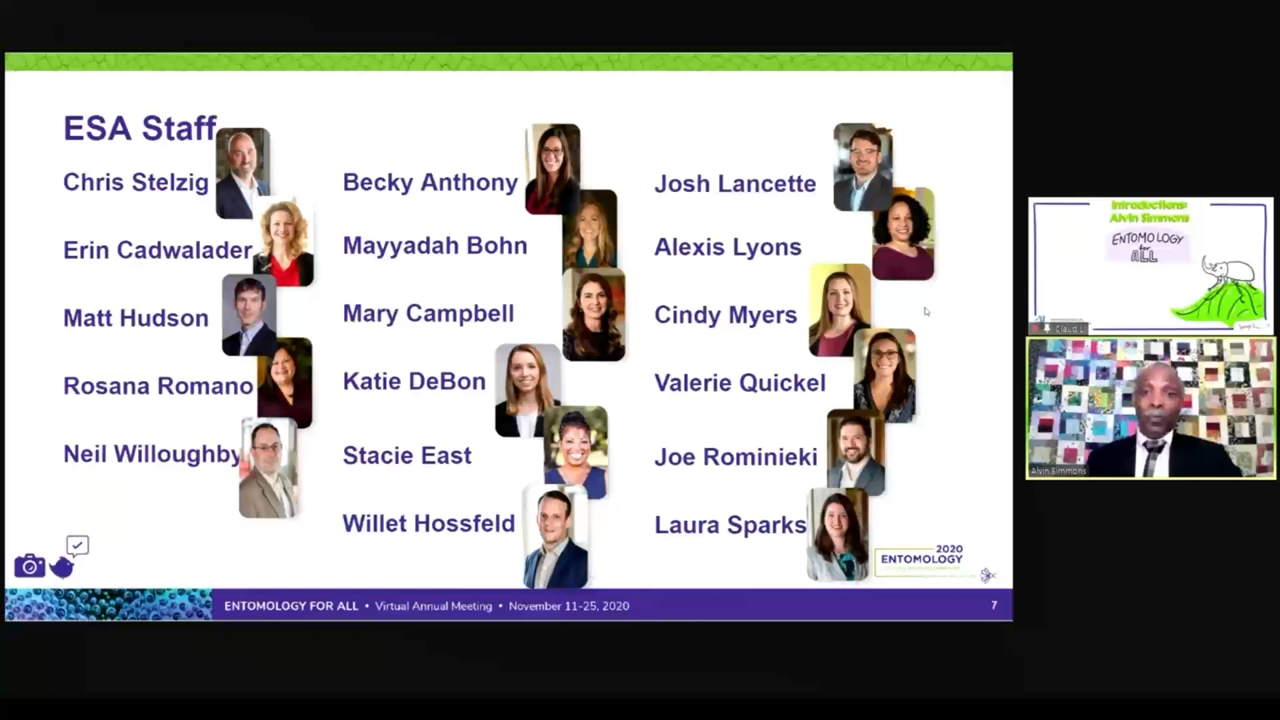 ESA Staff
Chris Stelzig
Erin Cadwalader
Matt Hudson
Rosana Romano
Neil Willoughby
Becky Anthony
Mayyadah Bohn
Mary Campbell
Katie DeBon
Stacie East
Willet Hossfeld
Josh Lancette
Alexis Lyons
Cindy Myers
Valerie Quickel
Joe Rominieki
Laura Sparks
2020
ENTOMOLOGY
ENTOMOLOGY FOR ALL • Virtual Annual Meeting • November 11-25, 2020
7
Introductions:
Alvin Simmons
ENTOMOLOGY
for
ALL
Claud L
Alvin Simmons